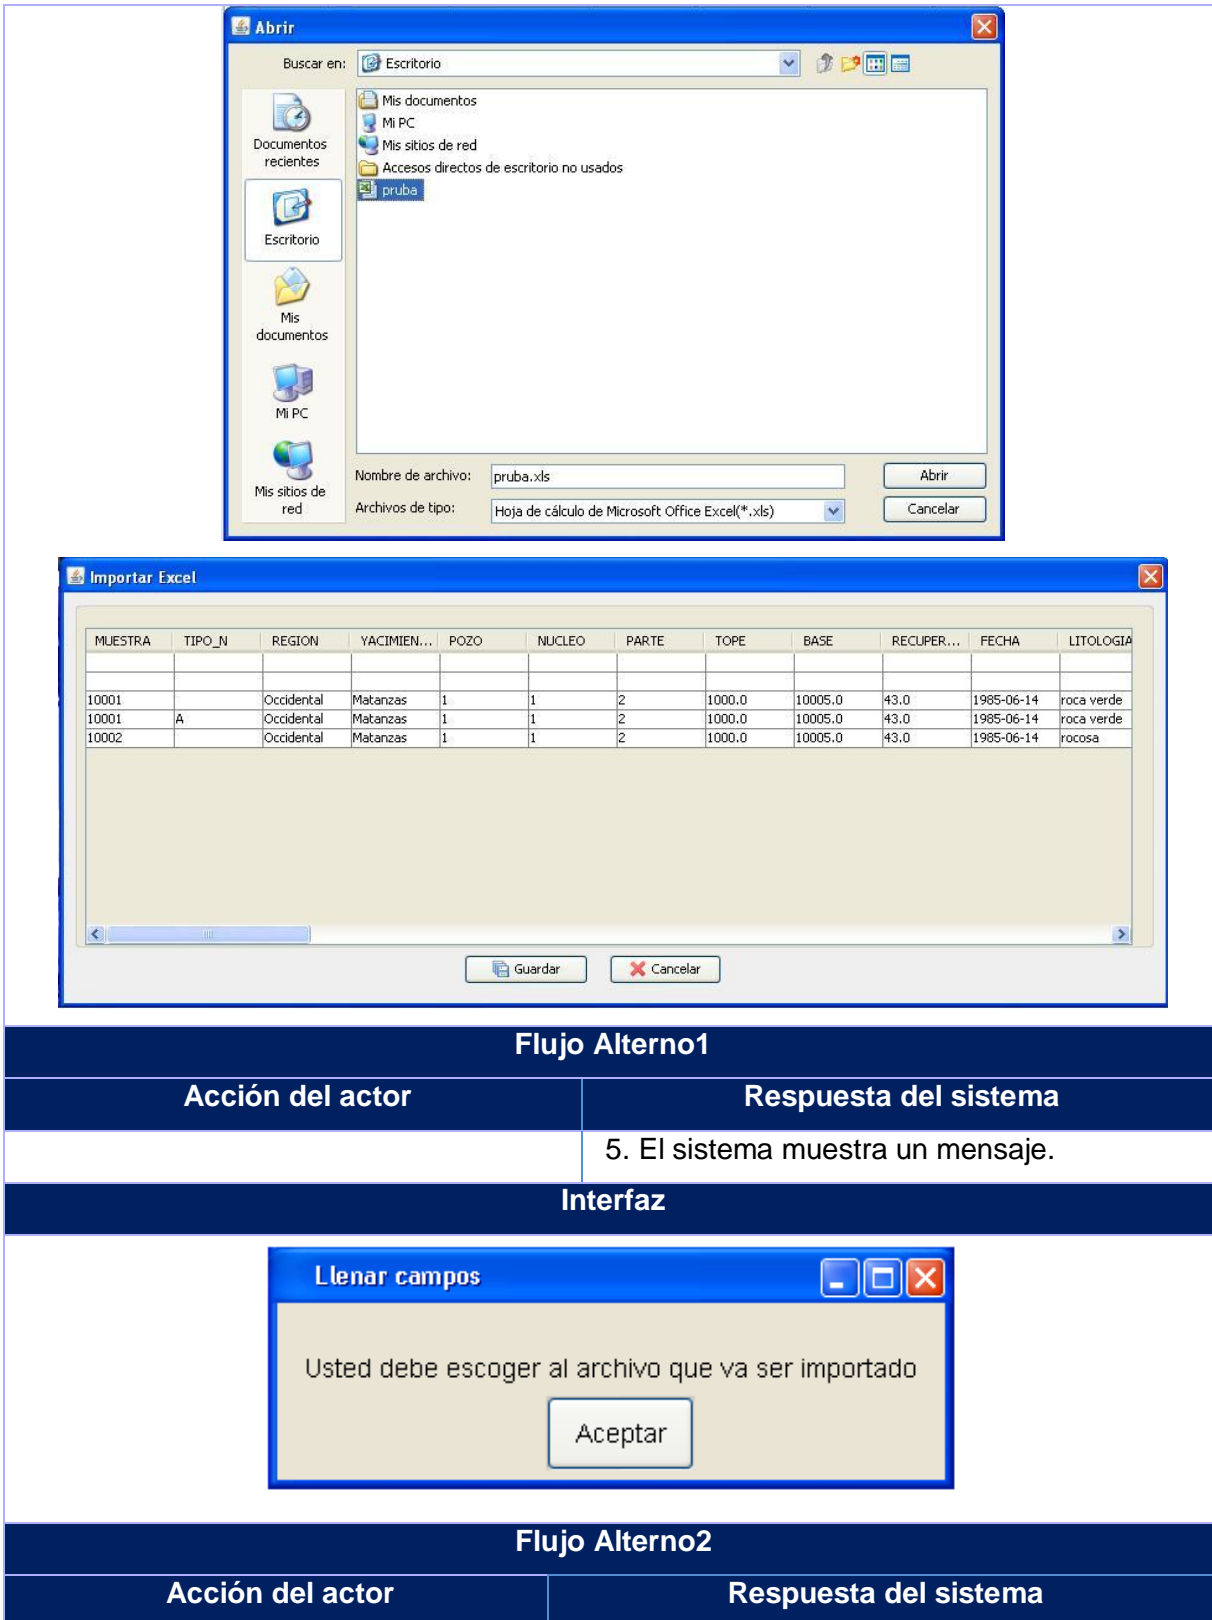 Abrir
Buscar en: Escritorio
Mis documentos
Mi PC
Mis sitios de red
Accesos directos de escritorio no usados
pruba
Documentos
recientes
Escritorio
Mis
documentos
Mi PC
Mis sitios de
red
Nombre de archivo: pruba.xls Abrir
Archivos de tipo: Hoja de cálculo de Microsoft Office Excel(*.xls) Cancelar
Importar Excel
MUESTRA TIPO_N REGION YACIMIEN... POZO NUCLEO PARTE TOPE BASE RECUPER... FECHA LITOLOGIA
10001 Occidental Matanzas 1 1 2 1000.0 10005.0 43.0 1985-06-14 roca verde
10001 A Occidental Matanzas 1 1 2 1000.0 10005.0 43.0 1985-06-14 roca verde
10002 Occidental Matanzas 1 1 2 1000.0 10005.0 43.0 1985-06-14 rocosa
Guardar Cancelar
Flujo Alterno1
Acción del actor Respuesta del sistema
5. El sistema muestra un mensaje.
Interfaz
Llenar campos
Usted debe escoger al archivo que va ser importado
Aceptar
Flujo Alterno2
Acción del actor Respuesta del sistema